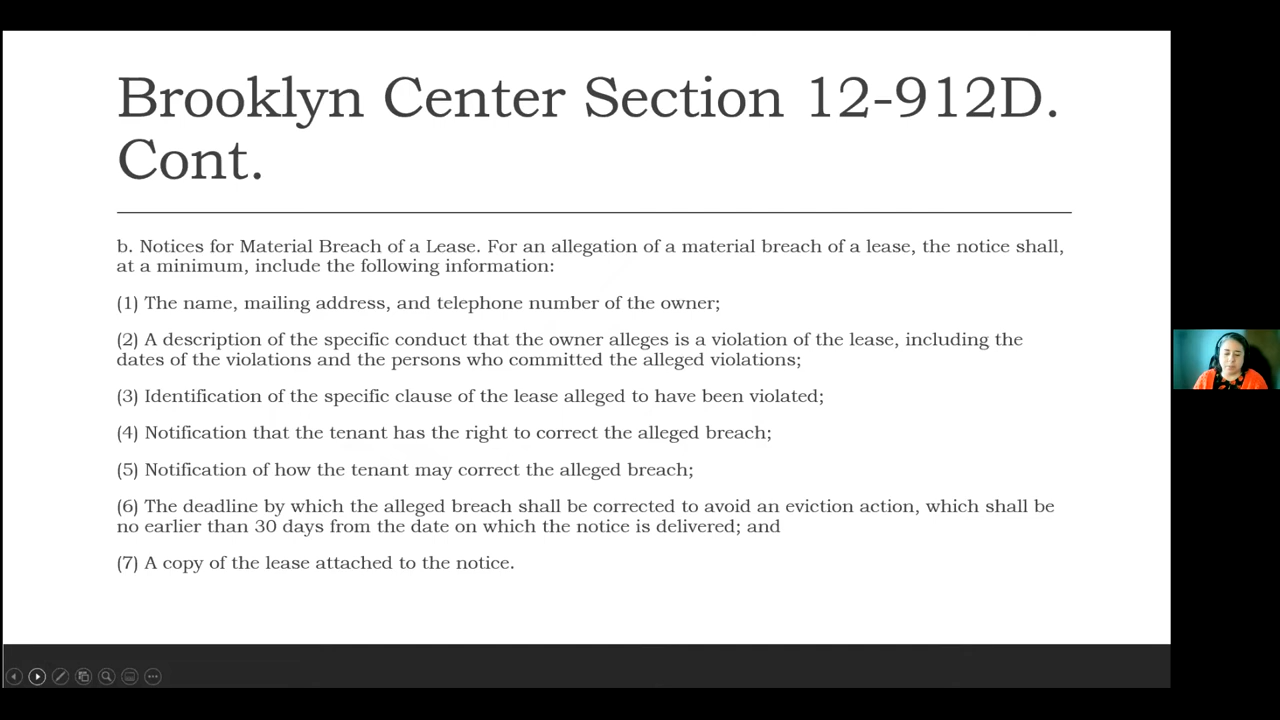 Brooklyn Center Section 12-912D.
Cont.
b. Notices for Material Breach of a Lease. For an allegation of a material breach of a lease, the notice shall,
at a minimum, include the following information:
(1) The name, mailing address, and telephone number of the owner;
(2) A description of the specific conduct that the owner alleges is a violation of the lease, including the
dates of the violations and the persons who committed the alleged violations;
(3) Identification of the specific clause of the lease alleged to have been violated;
(4) Notification that the tenant has the right to correct the alleged breach;
(5) Notification of how the tenant may correct the alleged breach;
(6) The deadline by which the alleged breach shall be corrected to avoid an eviction action, which shall be
no earlier than 30 days from the date on which the notice is delivered; and
(7) A copy of the lease attached to the notice.